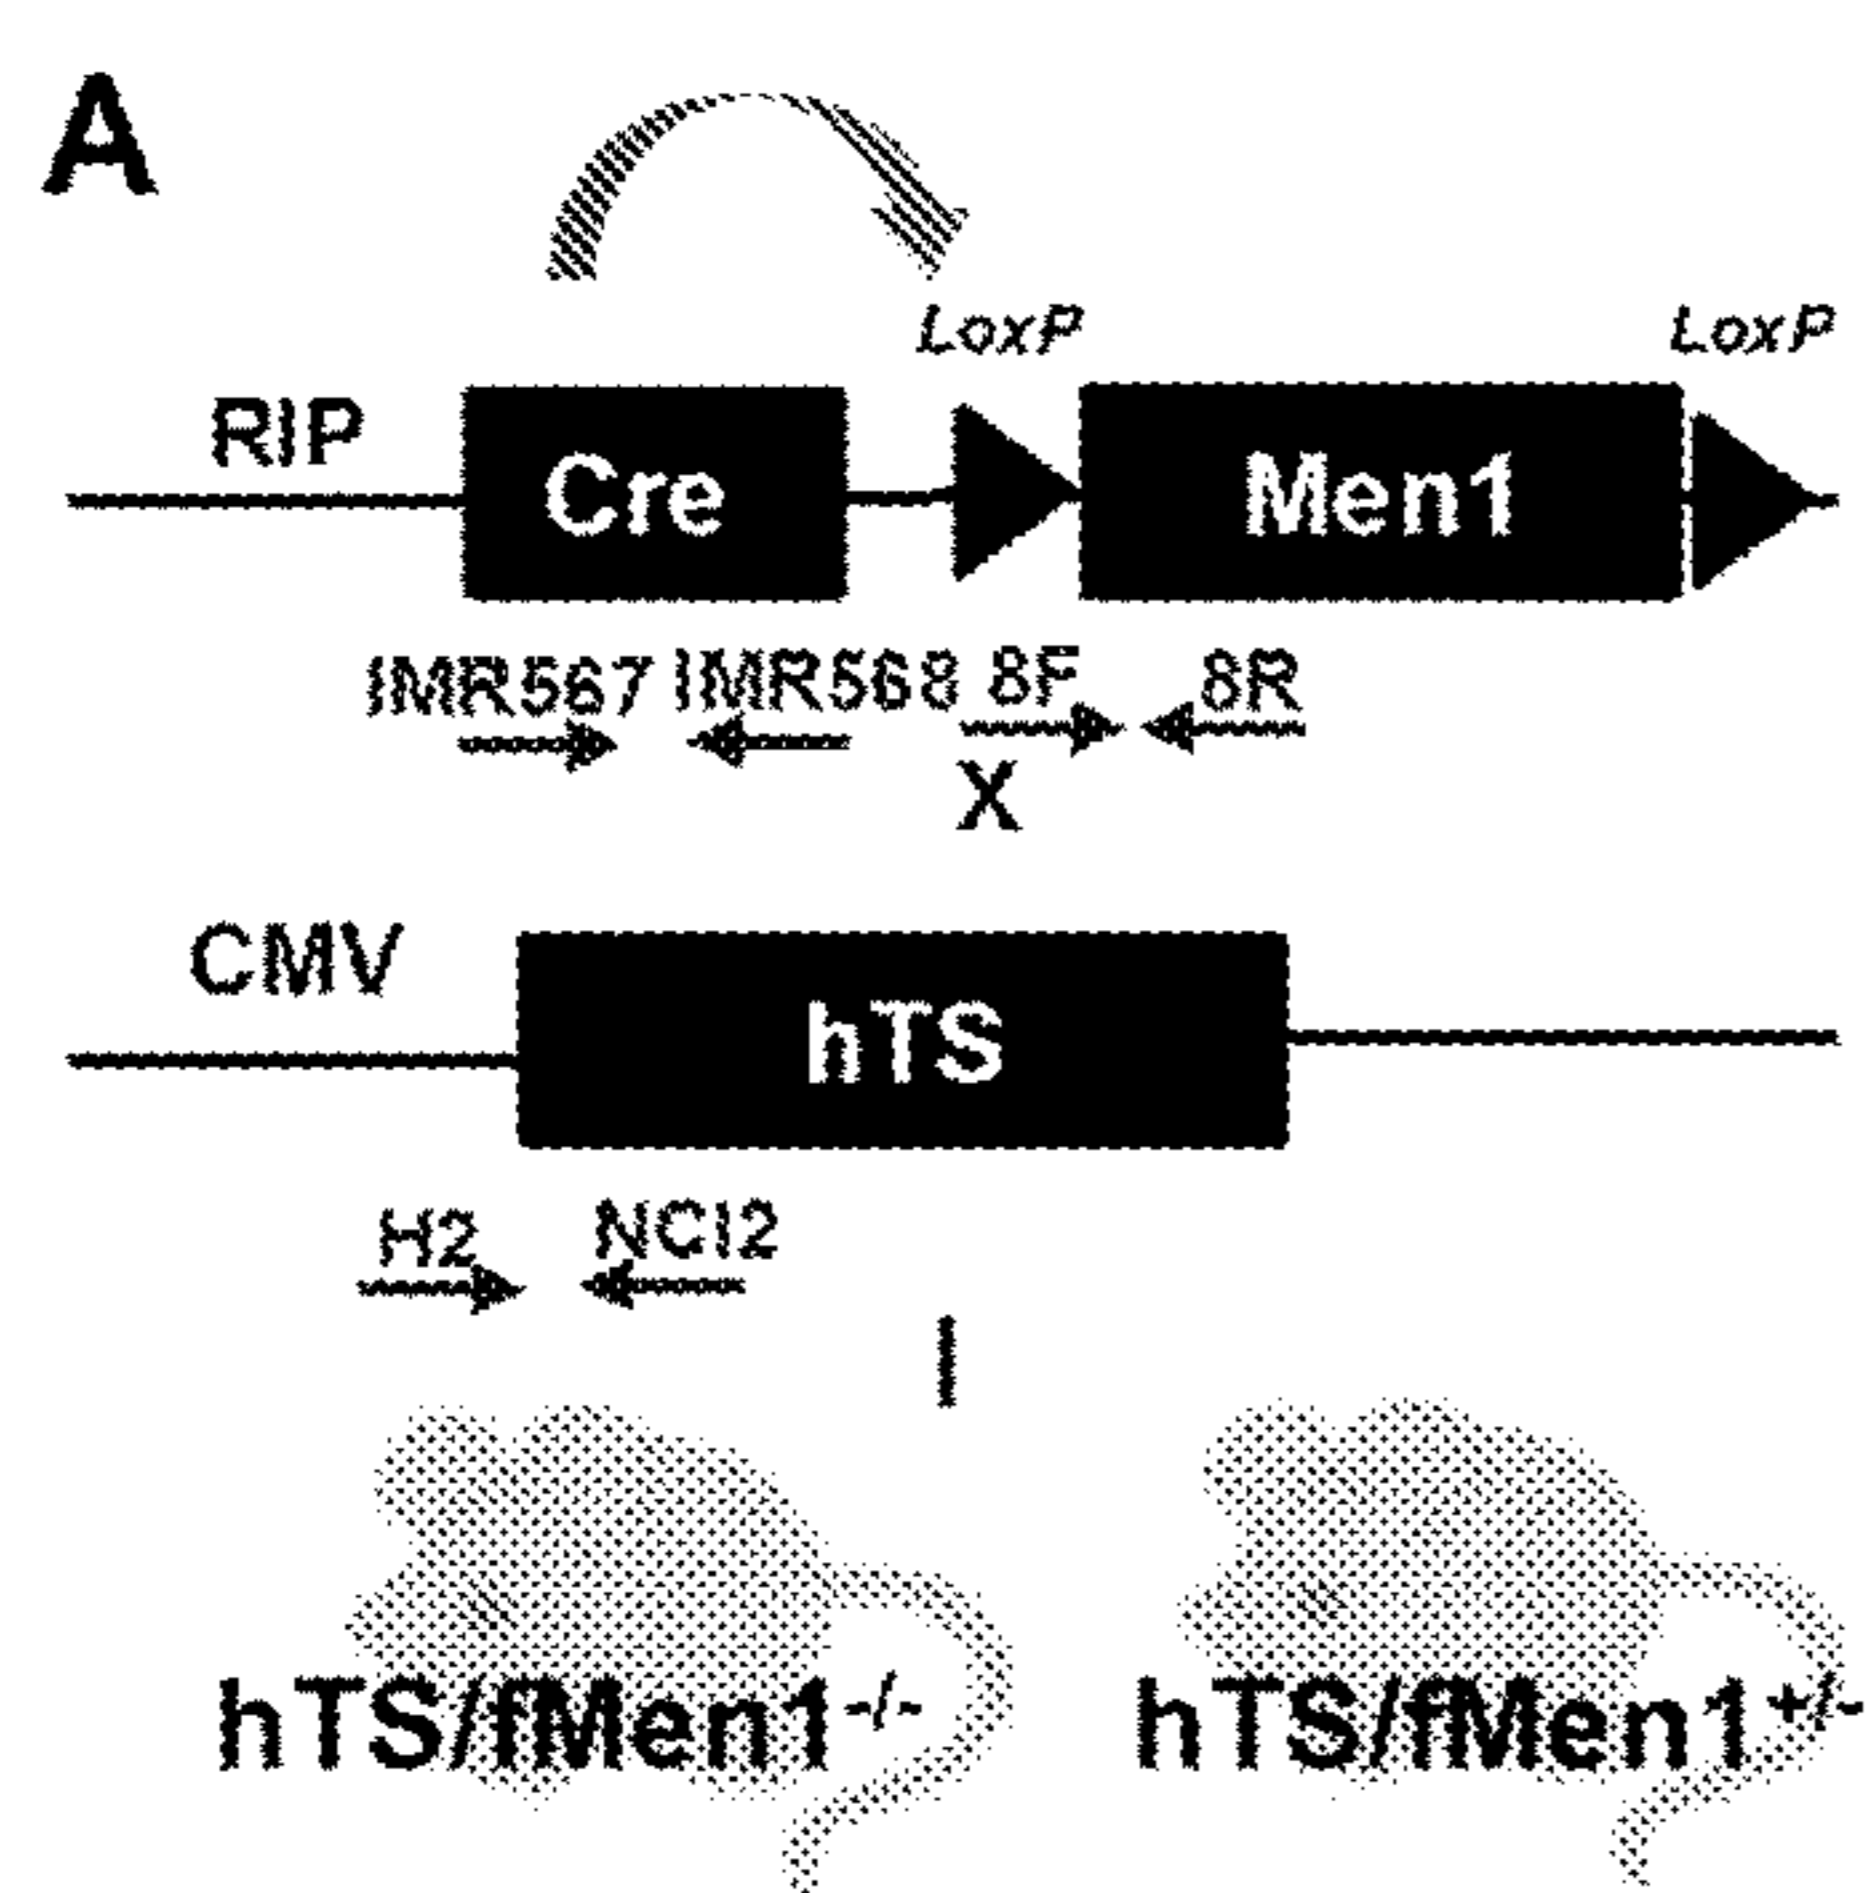 A
LoxP LoxP
RIP
Cre Men1
IMR567 IMR568 8F 8R
X
CMV
hTS
H2 NCI2
hTS/fMen1-/- hTS/fMen1+/-